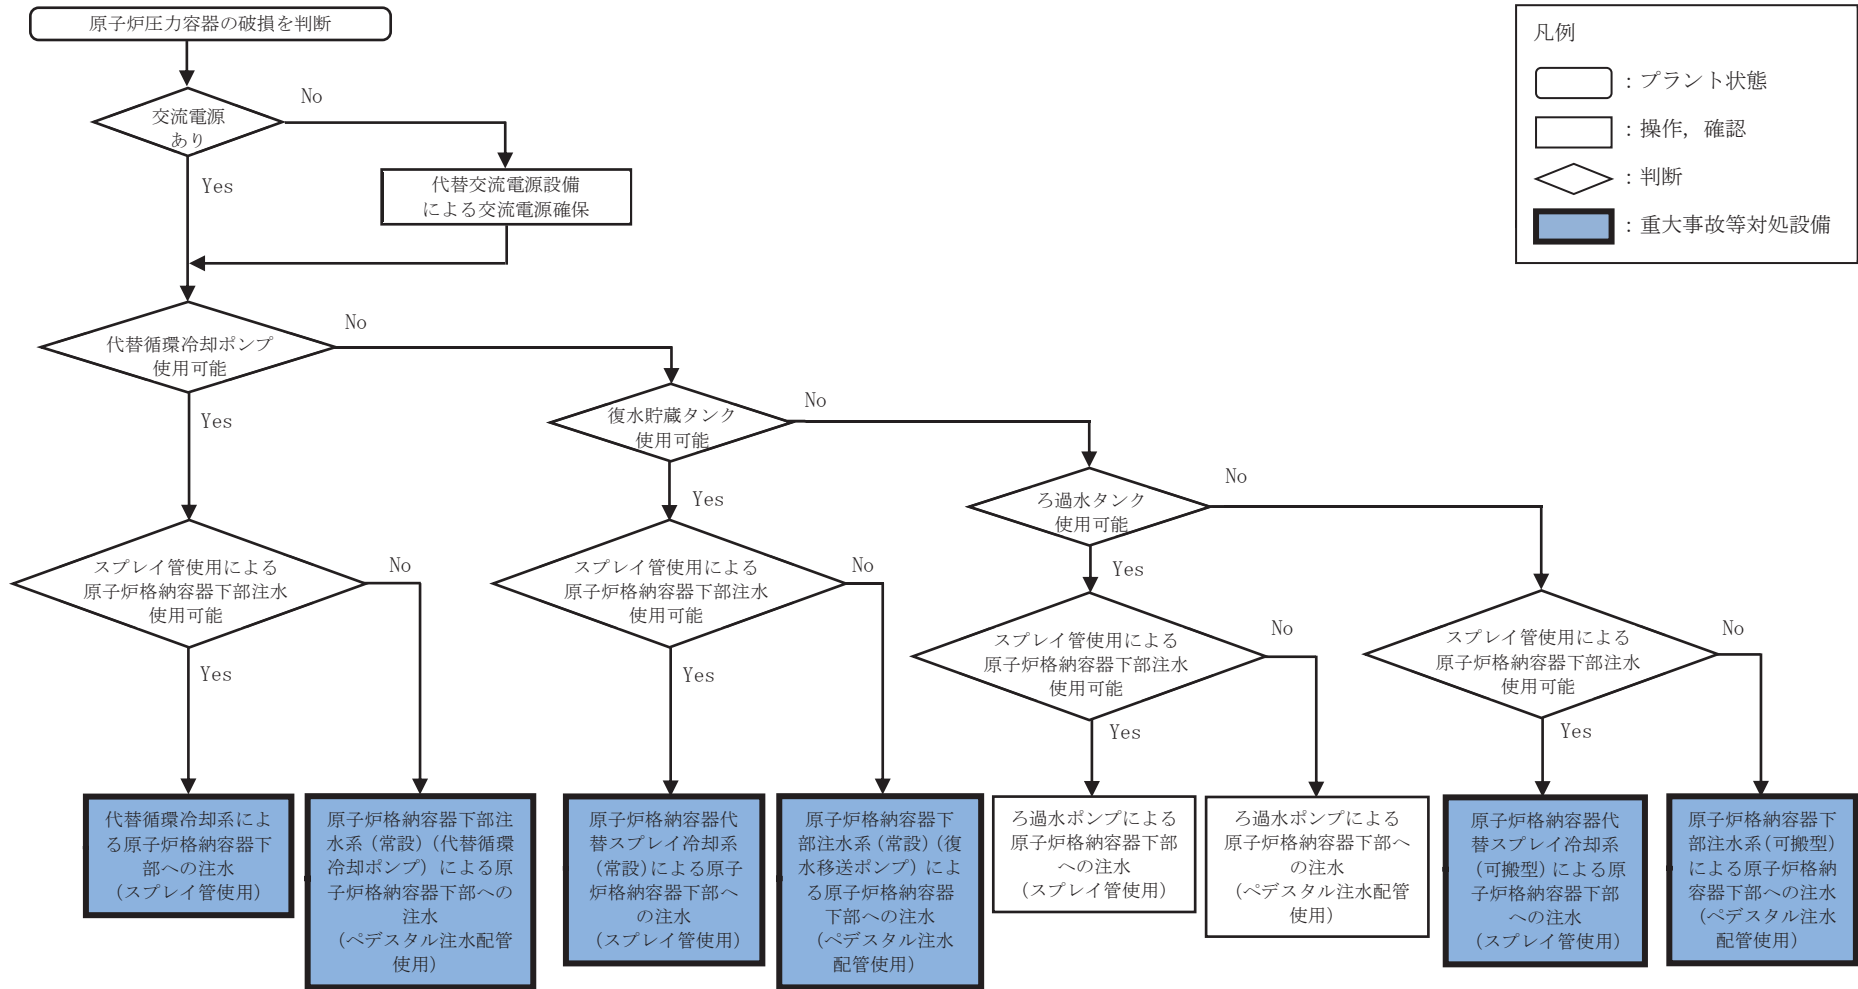 原子炉圧力容器の破損を判断
凡例
：プラント状態
：操作，確認
：判断
：重大事故等対処設備
交流電源
あり
No
Yes
代替交流電源設備
による交流電源確保
代替循環冷却ポンプ
使用可能
No
Yes
復水貯蔵タンク
使用可能
No
Yes
ろ過水タンク
使用可能
No
Yes
スプレイ管使用による
原子炉格納容器下部注水
使用可能
No
Yes
スプレイ管使用による
原子炉格納容器下部注水
使用可能
No
Yes
スプレイ管使用による
原子炉格納容器下部注水
使用可能
No
Yes
スプレイ管使用による
原子炉格納容器下部注水
使用可能
No
Yes
代替循環冷却系によ
る原子炉格納容器下
部への注水
（スプレイ管使用）
原子炉格納容器下部注
水系（常設）（代替循環
冷却ポンプ）による原
子炉格納容器下部への
注水
（ペデスタル注水配管
使用）
原子炉格納容器代
替スプレイ冷却系
（常設）による原子
炉格納容器下部へ
の注水
（スプレイ管使用）
原子炉格納容器下
部注水系（常設）（復
水移送ポンプ）によ
る原子炉格納容器
下部への注水
（ペデスタル注水
配管使用）
ろ過水ポンプによる
原子炉格納容器下部
への注水
（スプレイ管使用）
ろ過水ポンプによる
原子炉格納容器下部へ
の注水
（ペデスタル注水配管
使用）
原子炉格納容器代
替スプレイ冷却系
（可搬型）による原
子炉格納容器下部
への注水
（スプレイ管使用）
原子炉格納容器下
部注水系（可搬型）
による原子炉格納
容器下部への注水
（ペデスタル注水
配管使用）